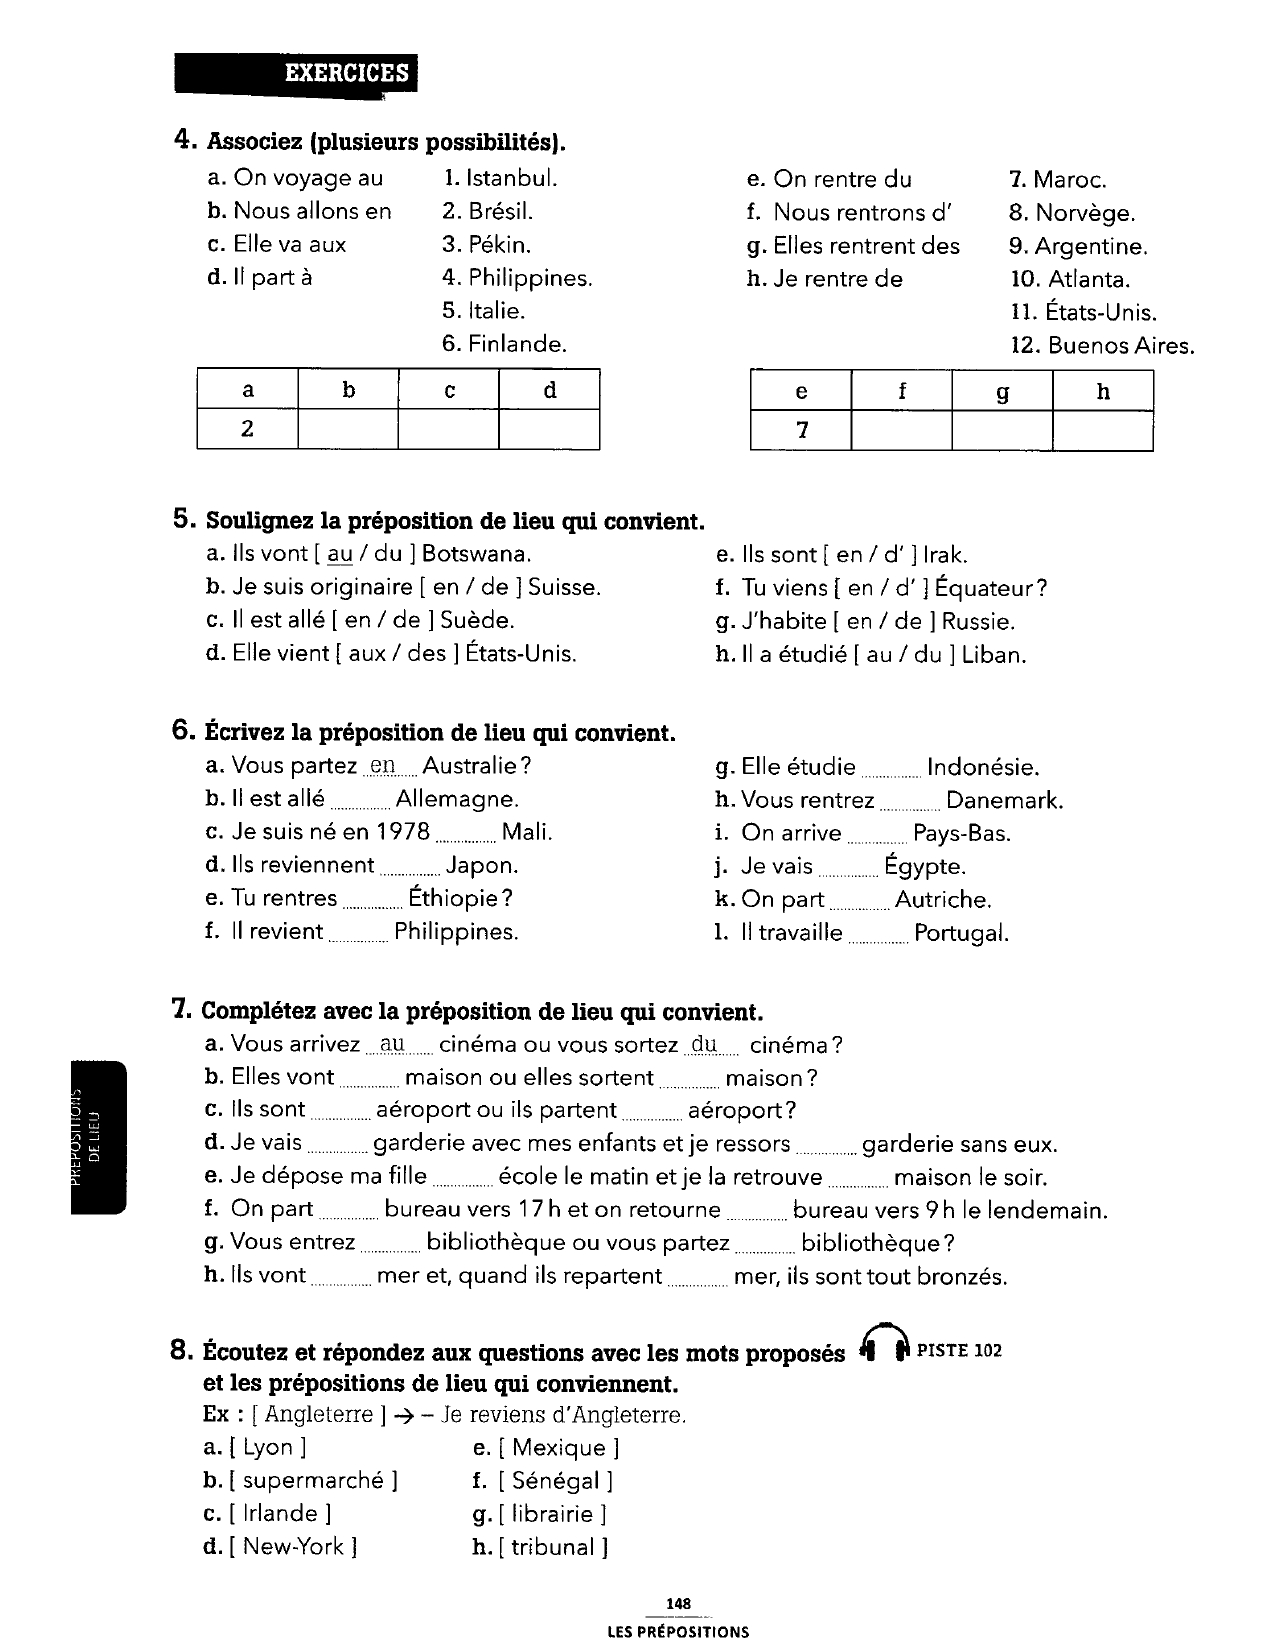 EXERCICES
4. Associez (plusieurs possibilités).
a. On voyage au
b. Nous allons en
c. Elle va aux
d. Il part à
1. Istanbul.
2. Brésil.
3. Pékin.
4. Philippines.
5. Italie.
6. Finlande.
a b c d
2
e. On rentre du
f. Nous rentrons d'
g. Elles rentrent des
h. Je rentre de
7. Maroc.
8. Norvège.
9. Argentine.
10. Atlanta.
11. États-Unis.
12. Buenos Aires.
e f g h
7
5. Soulignez la préposition de lieu qui convient.
a. Ils vont [ au / du ] Botswana.
b. Je suis originaire [ en / de ] Suisse.
c. Il est allé [ en / de ] Suède.
d. Elle vient [ aux / des ] États-Unis.
e. Ils sont [ en / d' ] Irak.
f. Tu viens [ en / d' ] Équateur?
g. J'habite [ en / de ] Russie.
h. Il a étudié [ au / du ] Liban.
6. Écrivez la préposition de lieu qui convient.
a. Vous partez en Australie?
b. Il est allé ............... Allemagne.
c. Je suis né en 1978 ............... Mali.
d. Ils reviennent ............... Japon.
e. Tu rentres ............... Éthiopie?
f. Il revient ............... Philippines.
g. Elle étudie ............... Indonésie.
h. Vous rentrez ............... Danemark.
i. On arrive ............... Pays-Bas.
j. Je vais ............... Égypte.
k. On part ............... Autriche.
l. Il travaille ............... Portugal.
7. Complétez avec la préposition de lieu qui convient.
a. Vous arrivez au cinéma ou vous sortez du cinéma?
b. Elles vont ............... maison ou elles sortent ............... maison?
c. Ils sont ............... aéroport ou ils partent ............... aéroport?
d. Je vais ............... garderie avec mes enfants et je ressors ............... garderie sans eux.
e. Je dépose ma fille ............... école le matin et je la retrouve ............... maison le soir.
f. On part ............... bureau vers 17 h et on retourne ............... bureau vers 9 h le lendemain.
g. Vous entrez ............... bibliothèque ou vous partez ............... bibliothèque?
h. Ils vont ............... mer et, quand ils repartent ............... mer, ils sont tout bronzés.
PRÉPOSITIONS
DE LIEU
8. Écoutez et répondez aux questions avec les mots proposés PISTE 102
et les prépositions de lieu qui conviennent.
Ex : [ Angleterre ] → – Je reviens d'Angleterre.
a. [ Lyon ]
b. [ supermarché ]
c. [ Irlande ]
d. [ New-York ]
e. [ Mexique ]
f. [ Sénégal ]
g. [ librairie ]
h. [ tribunal ]
148
LES PRÉPOSITIONS